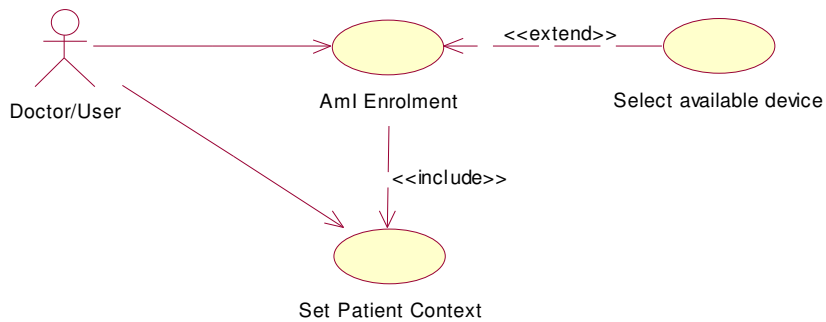 <<extend>>
AmI Enrolment
Select available device
Doctor/User
<<include>>
Set Patient Context